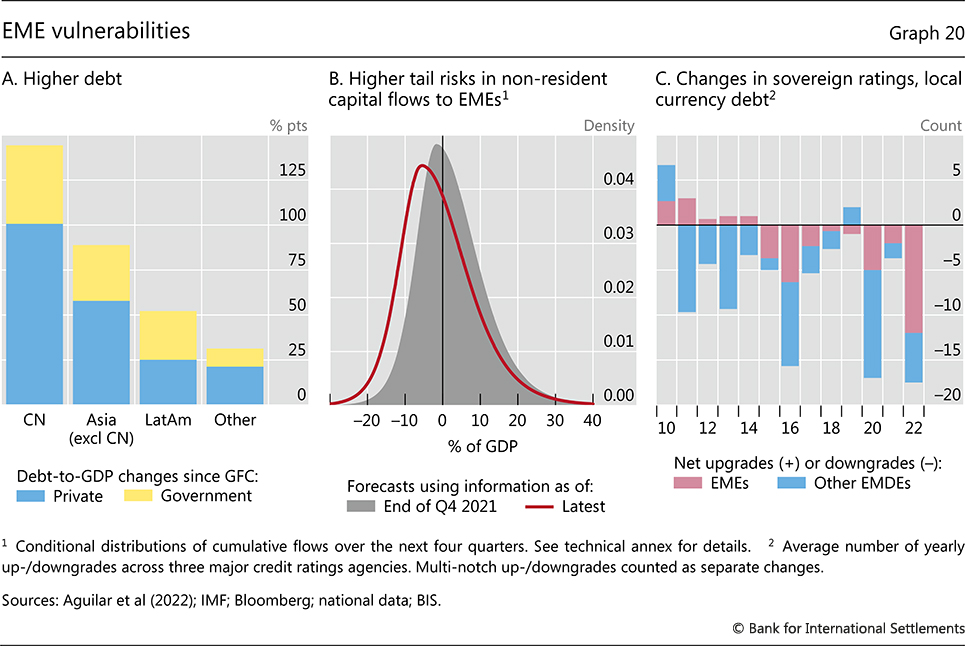 EME vulnerabilities
Graph 20
A. Higher debt
B. Higher tail risks in non-resident
capital flows to EMEs1
C. Changes in sovereign ratings, local
currency debt2
% pts
125
100
75
50
25
0
CN
Asia
(excl CN)
LatAm
Other
Debt-to-GDP changes since GFC:
Private
Government
Density
0.04
0.03
0.02
0.01
0.00
–20 –10 0 10 20 30 40
% of GDP
Forecasts using information as of:
End of Q4 2021
Latest
Count
5
0
–5
–10
–15
–20
10 12 14 16 18 20 22
Net upgrades (+) or downgrades (–):
EMEs
Other EMDEs
1 Conditional distributions of cumulative flows over the next four quarters. See technical annex for details. 2 Average number of yearly
up-/downgrades across three major credit ratings agencies. Multi-notch up-/downgrades counted as separate changes.
Sources: Aguilar et al (2022); IMF; Bloomberg; national data; BIS.
© Bank for International Settlements